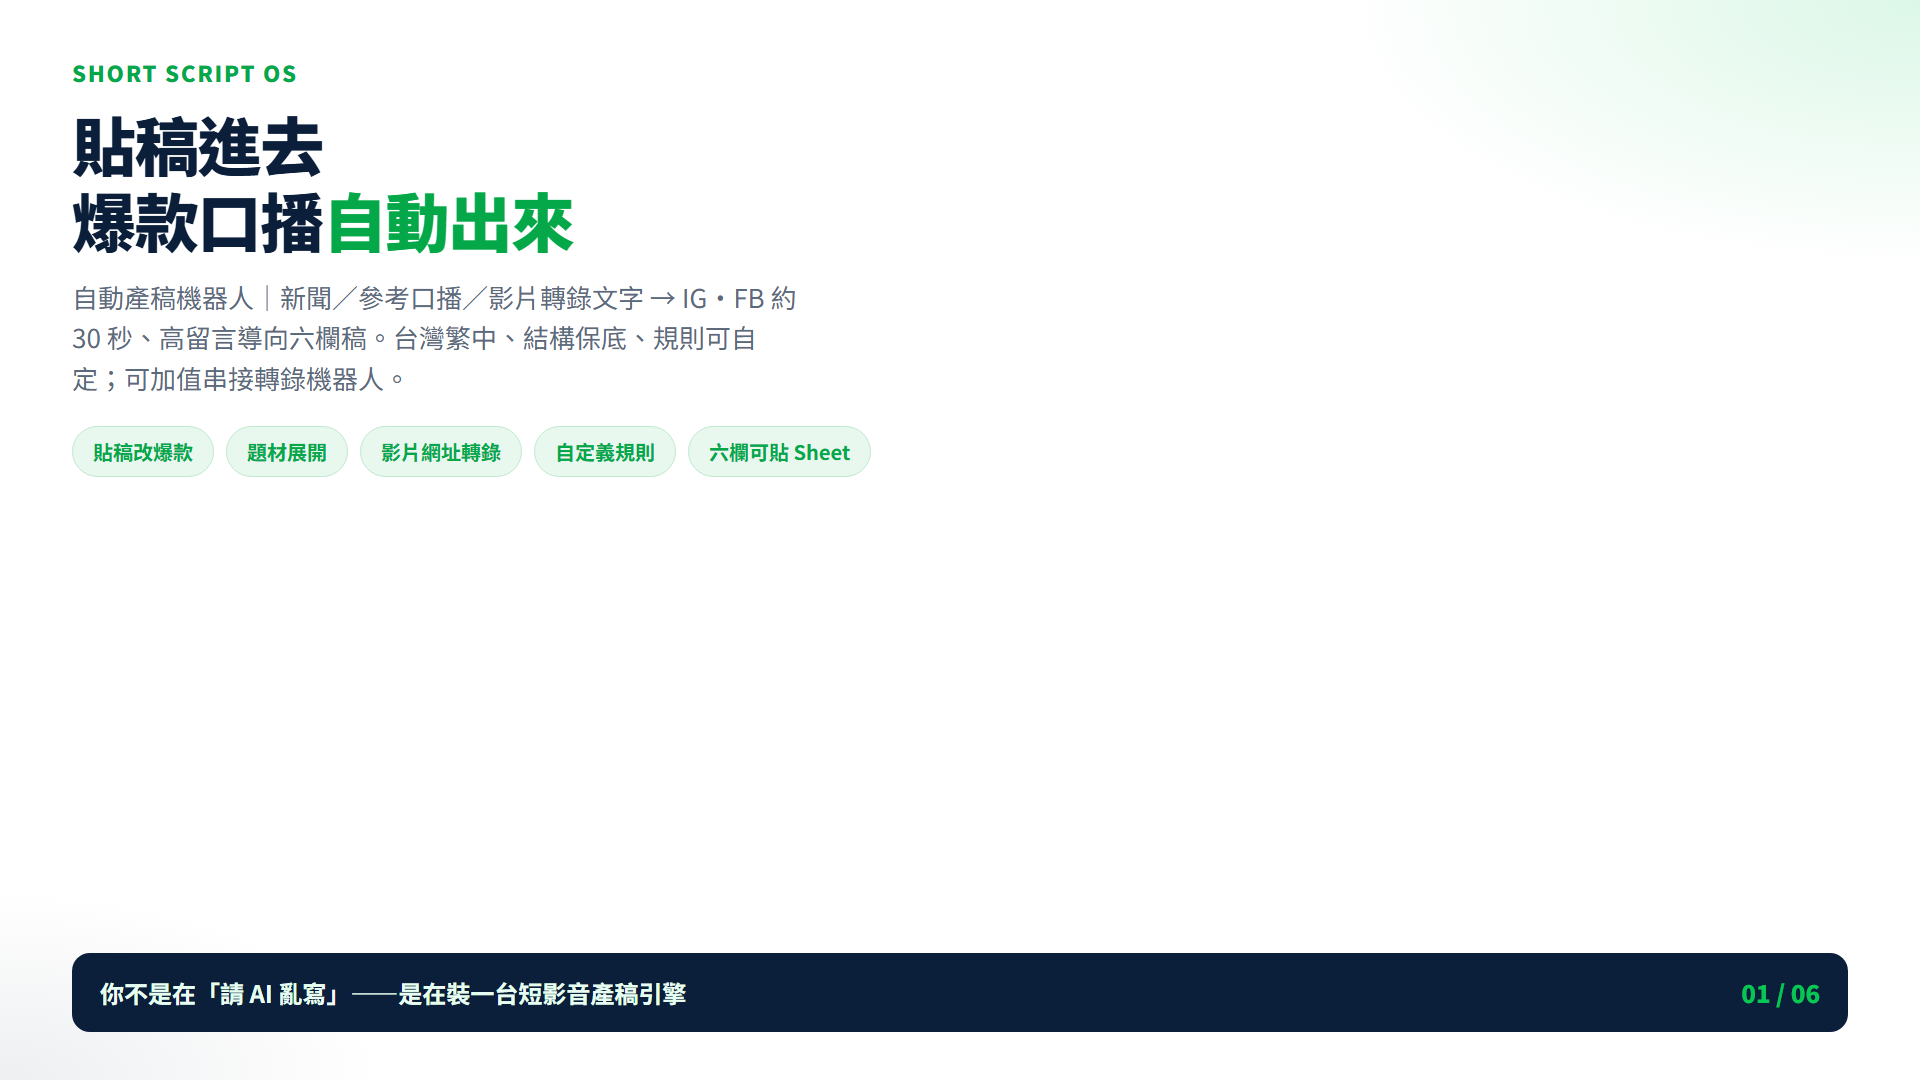 SHORT SCRIPT OS
貼稿進去
爆款口播自動出來
自動產稿機器人｜新聞／參考口播／影片轉錄文字 → IG・FB 約
30 秒、高留言導向六欄稿。台灣繁中、結構保底、規則可自
定；可加值串接轉錄機器人。
貼稿改爆款 題材展開 影片網址轉錄 自定義規則 六欄可貼 Sheet
你不是在「請 AI 亂寫」——是在裝一台短影音產稿引擎 01 / 06